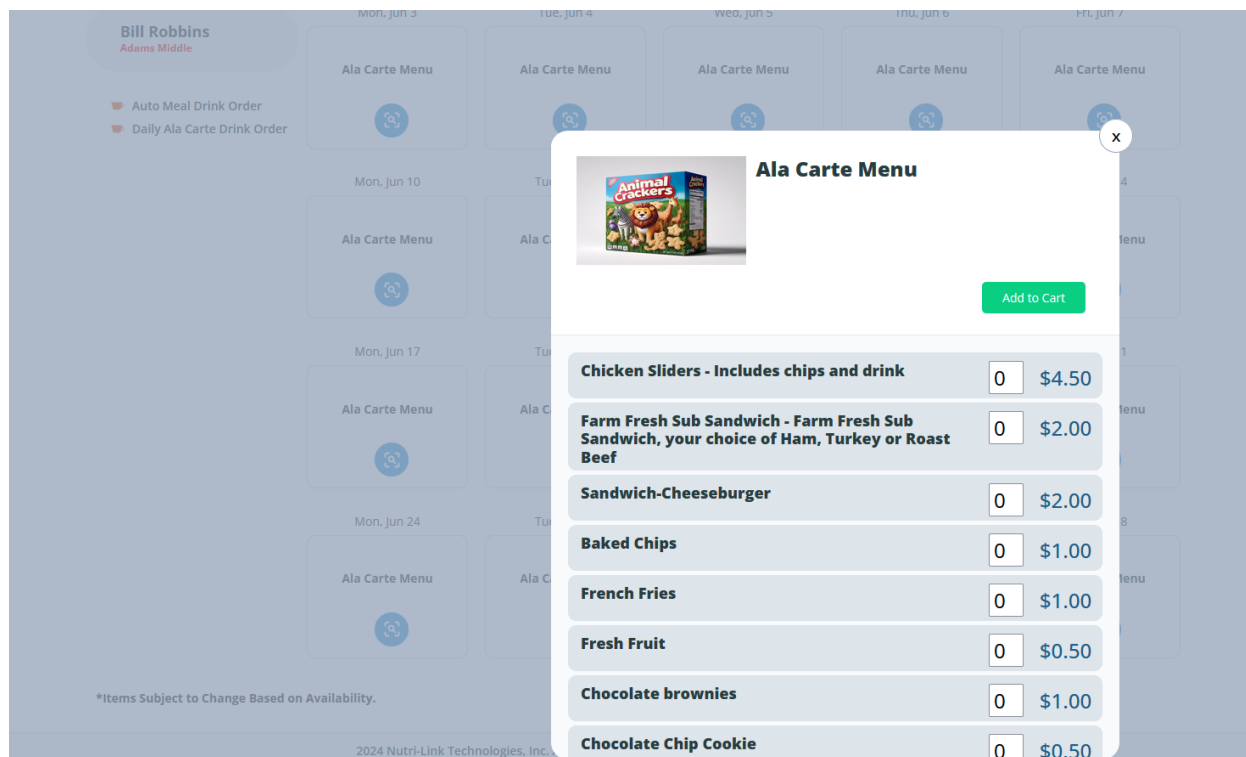 Mon, Jun 3
Tue, Jun 4
Wed, Jun 5
Thu, Jun 6
Fri, Jun 7
Bill Robbins
Adams Middle
Ala Carte Menu
Ala Carte Menu
Ala Carte Menu
Ala Carte Menu
Ala Carte Menu
Auto Meal Drink Order
Daily Ala Carte Drink Order
x
Animal Crackers
Ala Carte Menu
Add to Cart
Mon, Jun 10
Ala Carte Menu
Mon, Jun 17
Ala Carte Menu
Mon, Jun 24
Ala Carte Menu
Chicken Sliders - Includes chips and drink
0 $4.50
Farm Fresh Sub Sandwich - Farm Fresh Sub
Sandwich, your choice of Ham, Turkey or Roast
Beef
0 $2.00
Sandwich-Cheeseburger
0 $2.00
Baked Chips
0 $1.00
French Fries
0 $1.00
Fresh Fruit
0 $0.50
Chocolate brownies
0 $1.00
Chocolate Chip Cookie
0 $0.50
*Items Subject to Change Based on Availability.
2024 Nutri-Link Technologies, Inc.